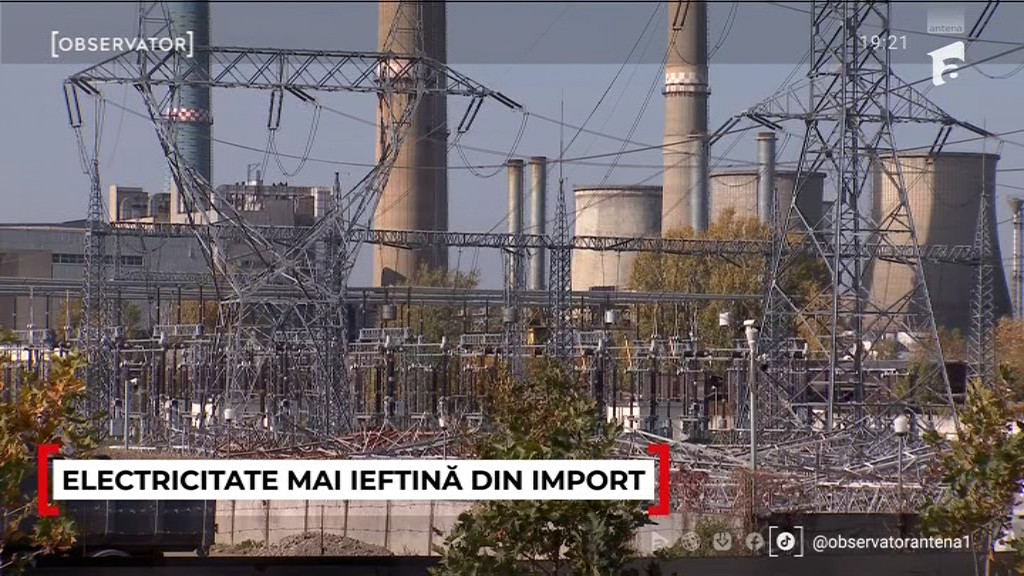 [OBSERVATOR]
antena
19:21
ELECTRICITATE MAI IEFTINĂ DIN IMPORT
@observatorantena1